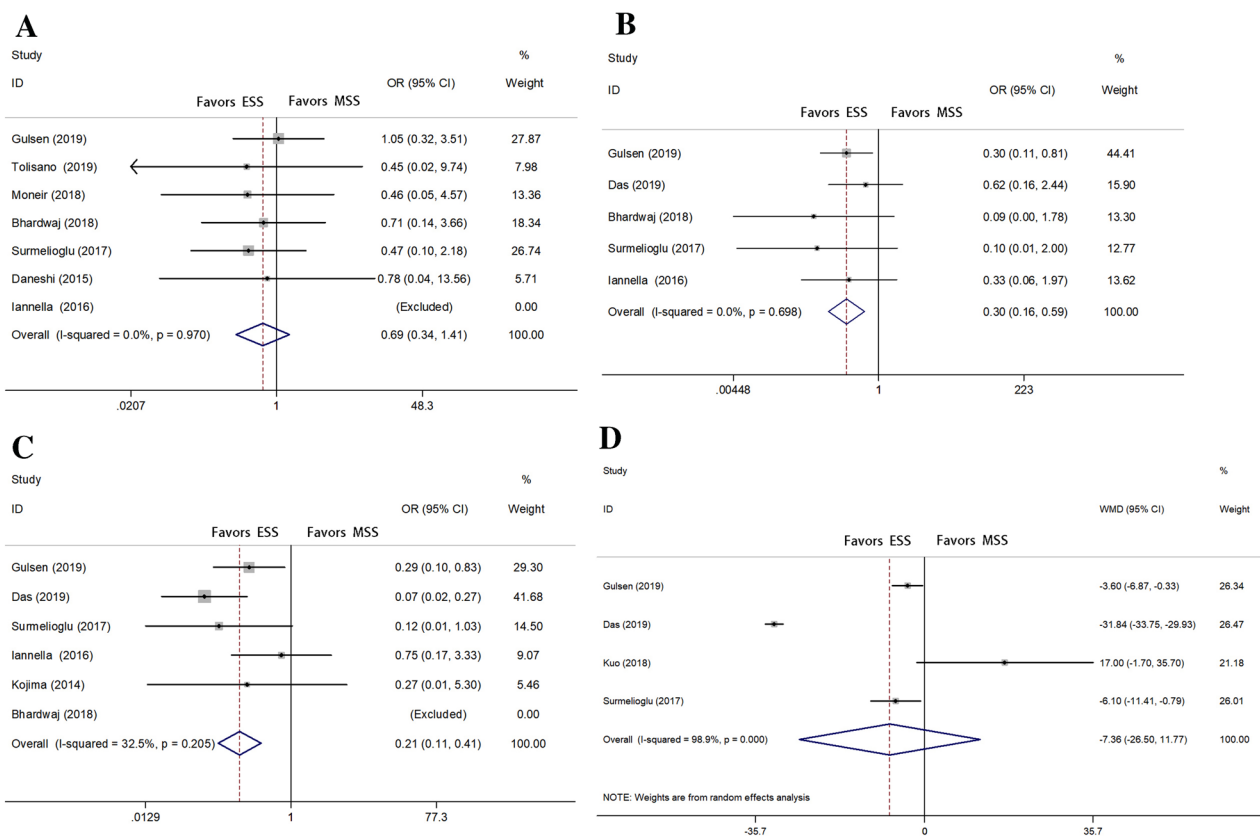 A
Study %
ID OR (95% CI) Weight
Favors ESS Favors MSS
Gulsen (2019) 1.05 (0.32, 3.51) 27.87
Tolisano (2019) 0.45 (0.02, 9.74) 7.98
Moneir (2018) 0.46 (0.05, 4.57) 13.36
Bhardwaj (2018) 0.71 (0.14, 3.66) 18.34
Surmelioglu (2017) 0.47 (0.10, 2.18) 26.74
Daneshi (2015) 0.78 (0.04, 13.56) 5.71
Iannella (2016) (Excluded) 0.00
Overall (I-squared = 0.0%, p = 0.970) 0.69 (0.34, 1.41) 100.00
.0207 1 48.3
B
Study %
ID OR (95% CI) Weight
Favors ESS Favors MSS
Gulsen (2019) 0.30 (0.11, 0.81) 44.41
Das (2019) 0.62 (0.16, 2.44) 15.90
Bhardwaj (2018) 0.09 (0.00, 1.78) 13.30
Surmelioglu (2017) 0.10 (0.01, 2.00) 12.77
Iannella (2016) 0.33 (0.06, 1.97) 13.62
Overall (I-squared = 0.0%, p = 0.698) 0.30 (0.16, 0.59) 100.00
.00448 1 223
C
Study %
ID OR (95% CI) Weight
Favors ESS Favors MSS
Gulsen (2019) 0.29 (0.10, 0.83) 29.30
Das (2019) 0.07 (0.02, 0.27) 41.68
Surmelioglu (2017) 0.12 (0.01, 1.03) 14.50
Iannella (2016) 0.75 (0.17, 3.33) 9.07
Kojima (2014) 0.27 (0.01, 5.30) 5.46
Bhardwaj (2018) (Excluded) 0.00
Overall (I-squared = 32.5%, p = 0.205) 0.21 (0.11, 0.41) 100.00
.0129 1 77.3
D
Study %
ID WMD (95% CI) Weight
Favors ESS Favors MSS
Gulsen (2019) -3.60 (-6.87, -0.33) 26.34
Das (2019) -31.84 (-33.75, -29.93) 26.47
Kuo (2018) 17.00 (-1.70, 35.70) 21.18
Surmelioglu (2017) -6.10 (-11.41, -0.79) 26.01
Overall (I-squared = 98.9%, p = 0.000) -7.36 (-26.50, 11.77) 100.00
NOTE: Weights are from random effects analysis
-35.7 0 35.7